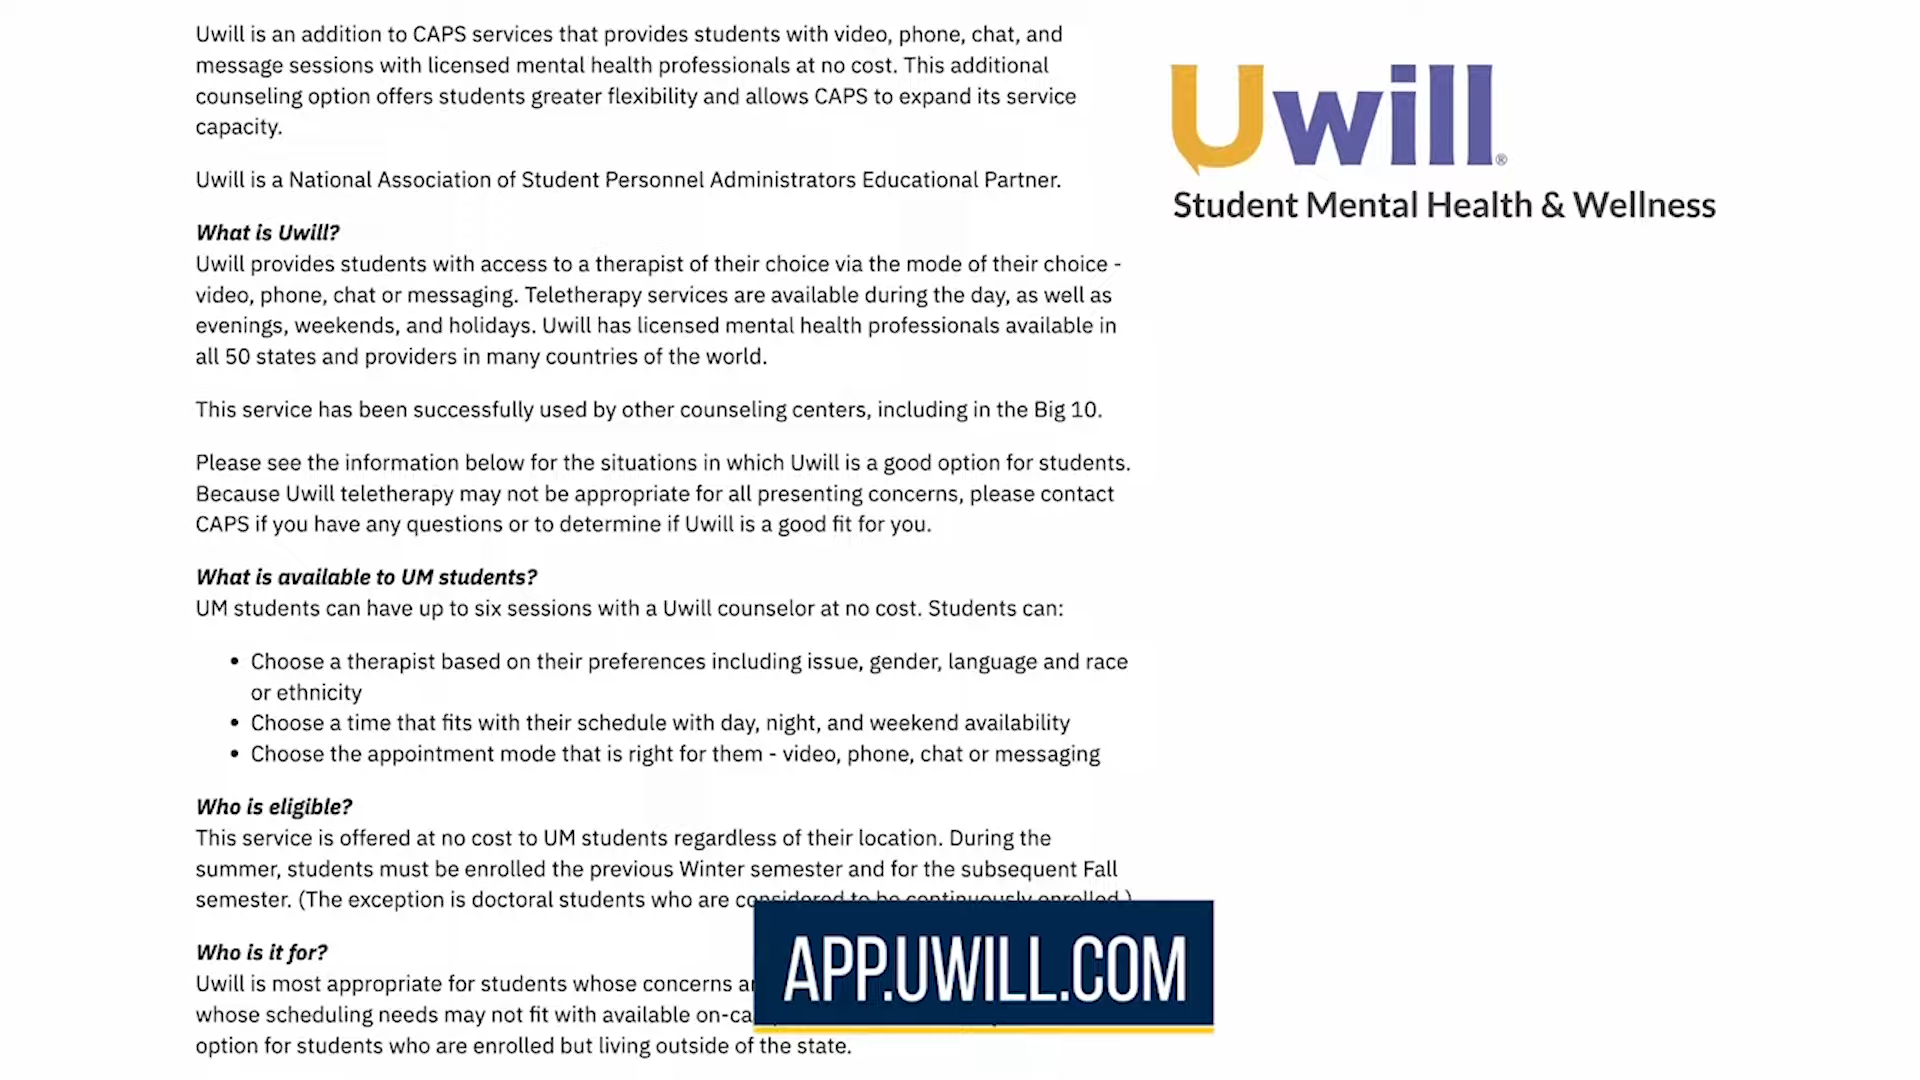 Uwill is an addition to CAPS services that provides students with video, phone, chat, and
message sessions with licensed mental health professionals at no cost. This additional
counseling option offers students greater flexibility and allows CAPS to expand its service
capacity.
Uwill is a National Association of Student Personnel Administrators Educational Partner.
What is Uwill?
Uwill provides students with access to a therapist of their choice via the mode of their choice -
video, phone, chat or messaging. Teletherapy services are available during the day, as well as
evenings, weekends, and holidays. Uwill has licensed mental health professionals available in
all 50 states and providers in many countries of the world.
This service has been successfully used by other counseling centers, including in the Big 10.
Please see the information below for the situations in which Uwill is a good option for students.
Because Uwill teletherapy may not be appropriate for all presenting concerns, please contact
CAPS if you have any questions or to determine if Uwill is a good fit for you.
What is available to UM students?
UM students can have up to six sessions with a Uwill counselor at no cost. Students can:
• Choose a therapist based on their preferences including issue, gender, language and race
or ethnicity
• Choose a time that fits with their schedule with day, night, and weekend availability
• Choose the appointment mode that is right for them - video, phone, chat or messaging
Who is eligible?
This service is offered at no cost to UM students regardless of their location. During the
summer, students must be enrolled the previous Winter semester and for the subsequent Fall
semester. (The exception is doctoral students who are considered to be continuously enrolled.)
Who is it for?
Uwill is most appropriate for students whose concerns
whose scheduling needs may not fit with available
option for students who are enrolled but living outside of the state.
Uwill®
Student Mental Health & Wellness
APP.UWILL.COM